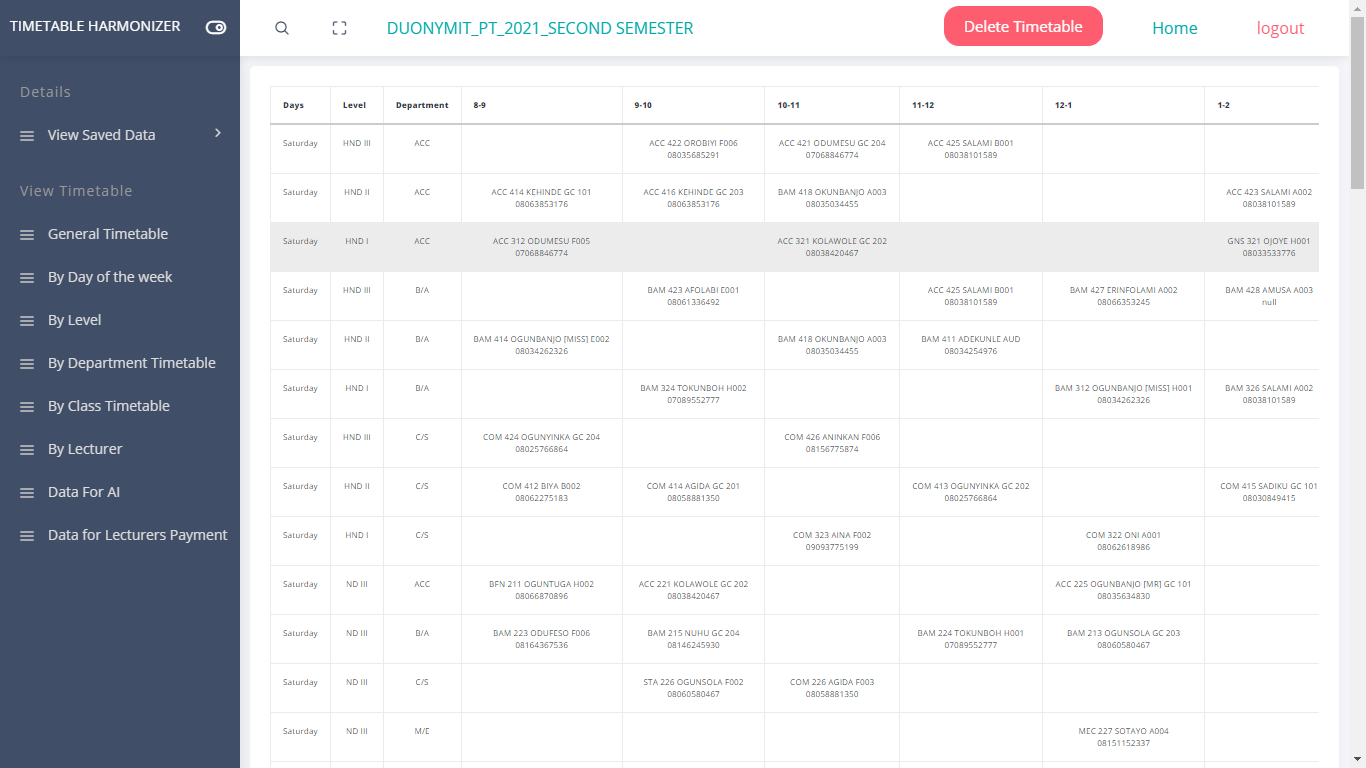 TIMETABLE HARMONIZER
DUONYMIT_PT_2021_SECOND SEMESTER
Delete Timetable
Home
logout
Details
View Saved Data
View Timetable
General Timetable
By Day of the week
By Level
By Department Timetable
By Class Timetable
By Lecturer
Data For AI
Data for Lecturers Payment
Days Level Department 8-9 9-10 10-11 11-12 12-1 1-2
Saturday HND III ACC ACC 422 OROBIYI F006 ACC 421 ODUMESU GC 204 ACC 425 SALAMI B001
08035685291 07068846774 08038101589
Saturday HND II ACC ACC 414 KEHINDE GC 101 ACC 416 KEHINDE GC 203 BAM 418 OKUNBANJO A003 ACC 423 SALAMI A002
08063853176 08063853176 08035034455 08038101589
Saturday HND I ACC ACC 312 ODUMESU F005 ACC 321 KOLAWOLE GC 202 GNS 321 OJOYE H001
07068846774 08038420467 08033533776
Saturday HND III B/A BAM 423 AFOLABI E001 ACC 425 SALAMI B001 BAM 427 ERINFOLAMI A002 BAM 428 AMUSA A003
08061336492 08038101589 08066353245 null
Saturday HND II B/A BAM 414 OGUNBANJO [MISS] E002 BAM 418 OKUNBANJO A003 BAM 411 ADEKUNLE AUD
08034262326 08035034455 08034254976
Saturday HND I B/A BAM 324 TOKUNBOH H002 BAM 312 OGUNBANJO [MISS] H001 BAM 326 SALAMI A002
07089552777 08034262326 08038101589
Saturday HND III C/S COM 424 OGUNYINKA GC 204 COM 426 ANINKAN F006
08025766864 08156775874
Saturday HND II C/S COM 412 BIYA B002 COM 414 AGIDA GC 201 COM 413 OGUNYINKA GC 202 COM 415 SADIKU GC 101
08062275183 08058881350 08025766864 08030849415
Saturday HND I C/S COM 323 AINA F002 COM 322 ONI A001
09093775199 08062618986
Saturday ND III ACC BFN 211 OGUNTUGA H002 ACC 221 KOLAWOLE GC 202 ACC 225 OGUNBANJO [MR] GC 101
08066870896 08038420467 08035634830
Saturday ND III B/A BAM 223 ODUFESO F006 BAM 215 NUHU GC 204 BAM 224 TOKUNBOH H001 BAM 213 OGUNSOLA GC 203
08164367536 08146245930 07089552777 08060580467
Saturday ND III C/S STA 226 OGUNSOLA F002 COM 226 AGIDA F003
08060580467 08058881350
Saturday ND III M/E MEC 227 SOTAYO A004
08151152337